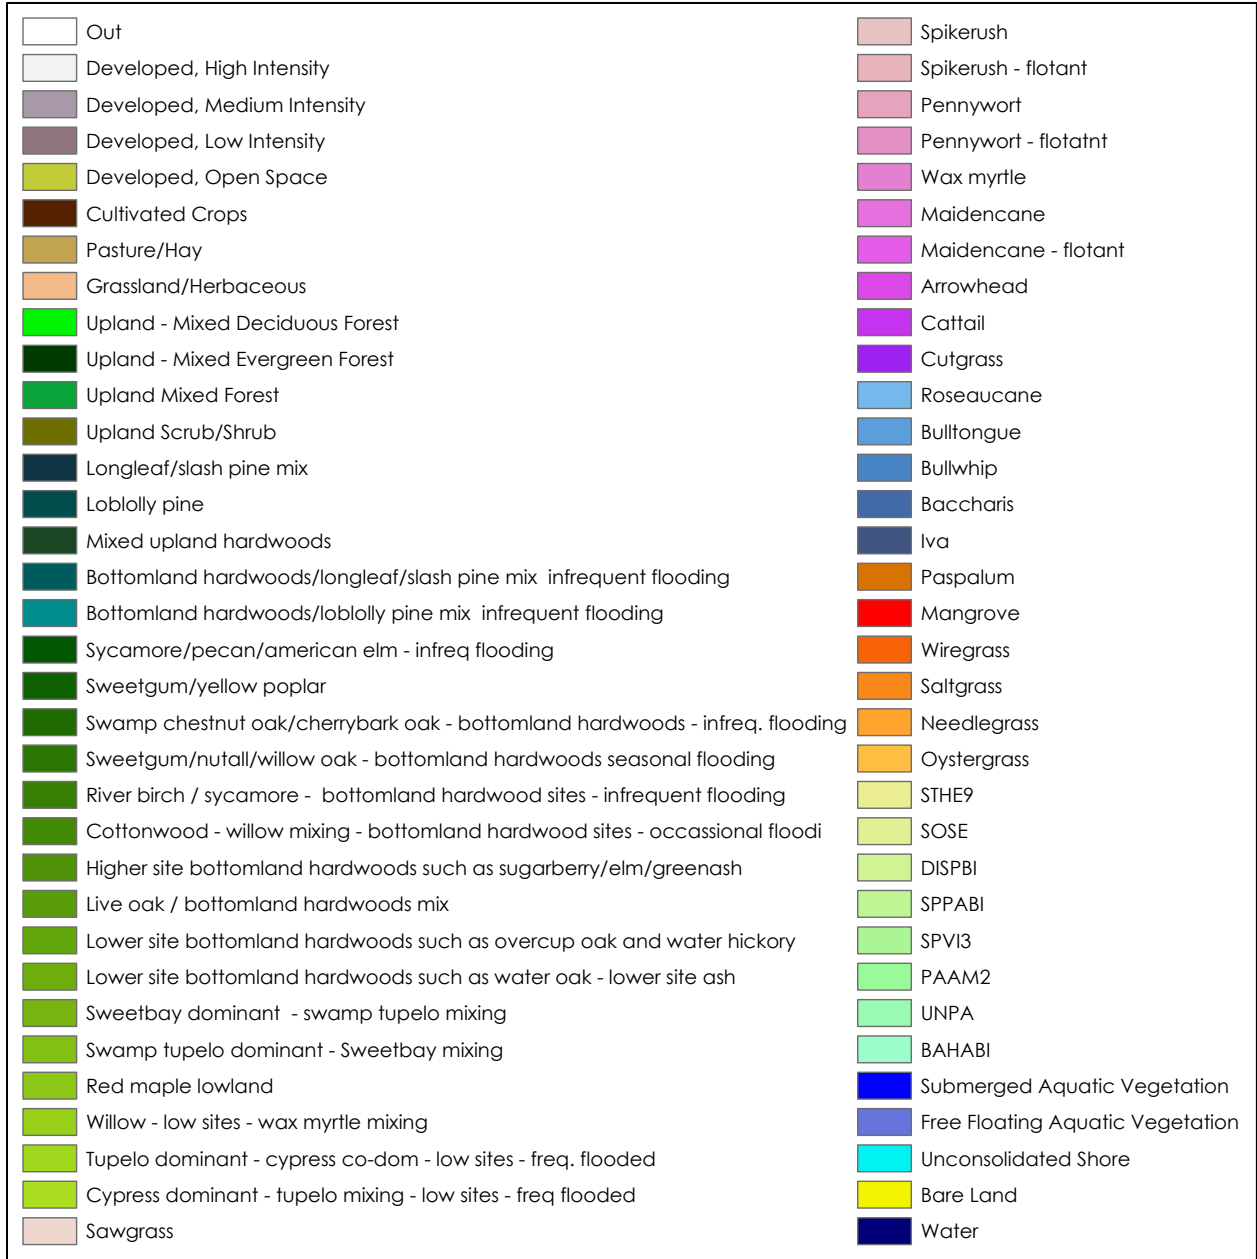 Out
Developed, High Intensity
Developed, Medium Intensity
Developed, Low Intensity
Developed, Open Space
Cultivated Crops
Pasture/Hay
Grassland/Herbaceous
Upland - Mixed Deciduous Forest
Upland - Mixed Evergreen Forest
Upland Mixed Forest
Upland Scrub/Shrub
Longleaf/slash pine mix
Loblolly pine
Mixed upland hardwoods
Bottomland hardwoods/longleaf/slash pine mix  infrequent flooding
Bottomland hardwoods/loblolly pine mix  infrequent flooding
Sycamore/pecan/american elm - infreq flooding
Sweetgum/yellow poplar
Swamp chestnut oak/cherrybark oak - bottomland hardwoods - infreq. flooding
Sweetgum/nutall/willow oak - bottomland hardwoods seasonal flooding
River birch / sycamore -  bottomland hardwood sites - infrequent flooding
Cottonwood - willow mixing - bottomland hardwood sites - occassional floodi
Higher site bottomland hardwoods such as sugarberry/elm/greenash
Live oak / bottomland hardwoods mix
Lower site bottomland hardwoods such as overcup oak and water hickory
Lower site bottomland hardwoods such as water oak - lower site ash
Sweetbay dominant  - swamp tupelo mixing
Swamp tupelo dominant - Sweetbay mixing
Red maple lowland
Willow - low sites - wax myrtle mixing
Tupelo dominant - cypress co-dom - low sites - freq. flooded
Cypress dominant - tupelo mixing - low sites - freq flooded
Sawgrass
Spikerush
Spikerush - flotant
Pennywort
Pennywort - flotatnt
Wax myrtle
Maidencane
Maidencane - flotant
Arrowhead
Cattail
Cutgrass
Roseaucane
Bulltongue
Bullwhip
Baccharis
Iva
Paspalum
Mangrove
Wiregrass
Saltgrass
Needlegrass
Oystergrass
STHE9
SOSE
DISPBI
SPPABI
SPVI3
PAAM2
UNPA
BAHABI
Submerged Aquatic Vegetation
Free Floating Aquatic Vegetation
Unconsolidated Shore
Bare Land
Water